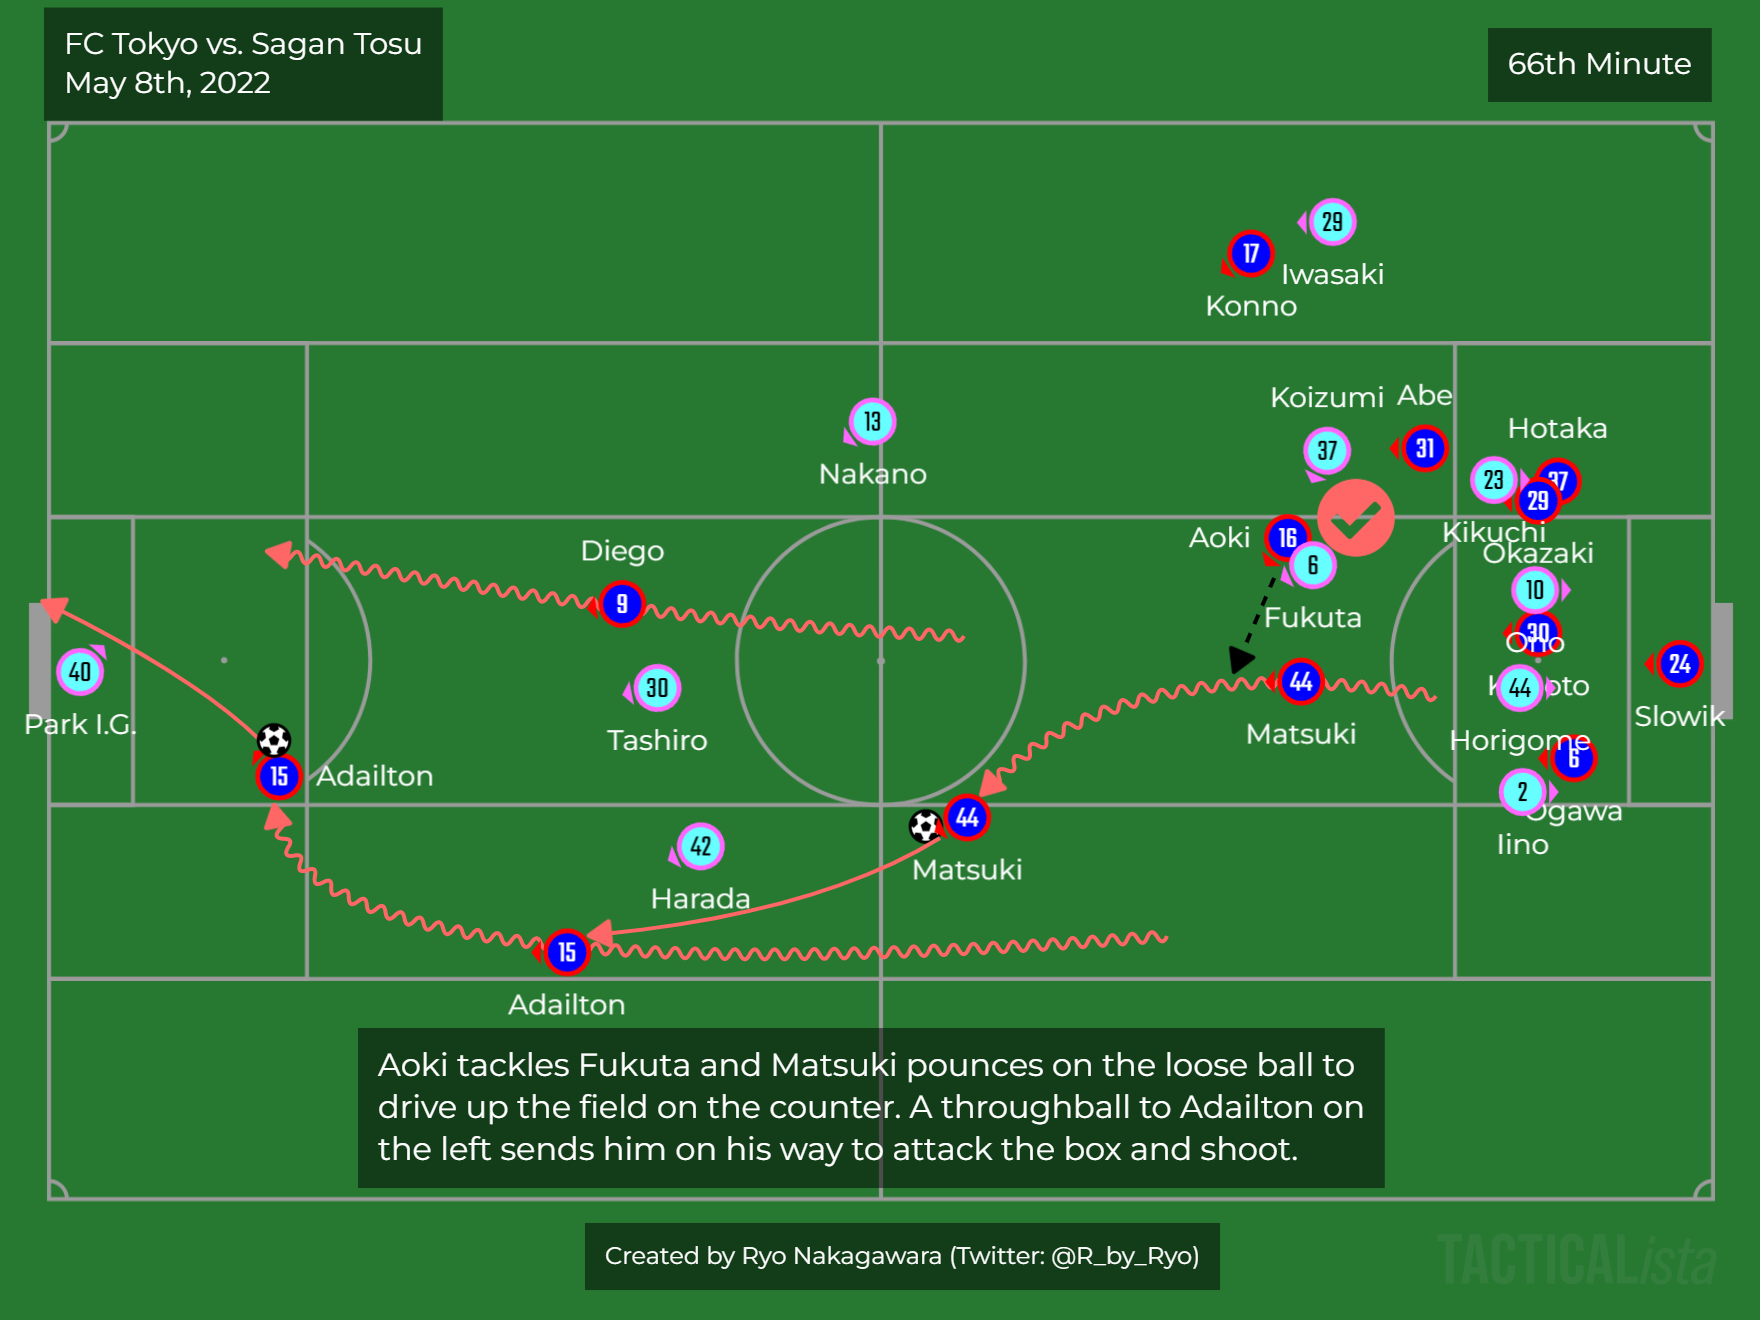 FC Tokyo vs. Sagan Tosu
May 8th, 2022
66th Minute
29
17
Iwasaki
Konno
Koizumi
Abe
13
37
31
Hotaka
Nakano
23
37
29
Kikuchi
Aoki
16
6
Okazaki
Diego
9
10
Fukuta
30
Ono
40
30
44
44
24
Park I.G.
Tashiro
Matsuki
Horigome
Slowik
15
Adailton
6
2
Ogawa
Iino
42
44
Harada
Matsuki
15
Adailton
Aoki tackles Fukuta and Matsuki pounces on the loose ball to
drive up the field on the counter. A throughball to Adailton on
the left sends him on his way to attack the box and shoot.
Created by Ryo Nakagawara (Twitter: @R_by_Ryo)
TACTICALista